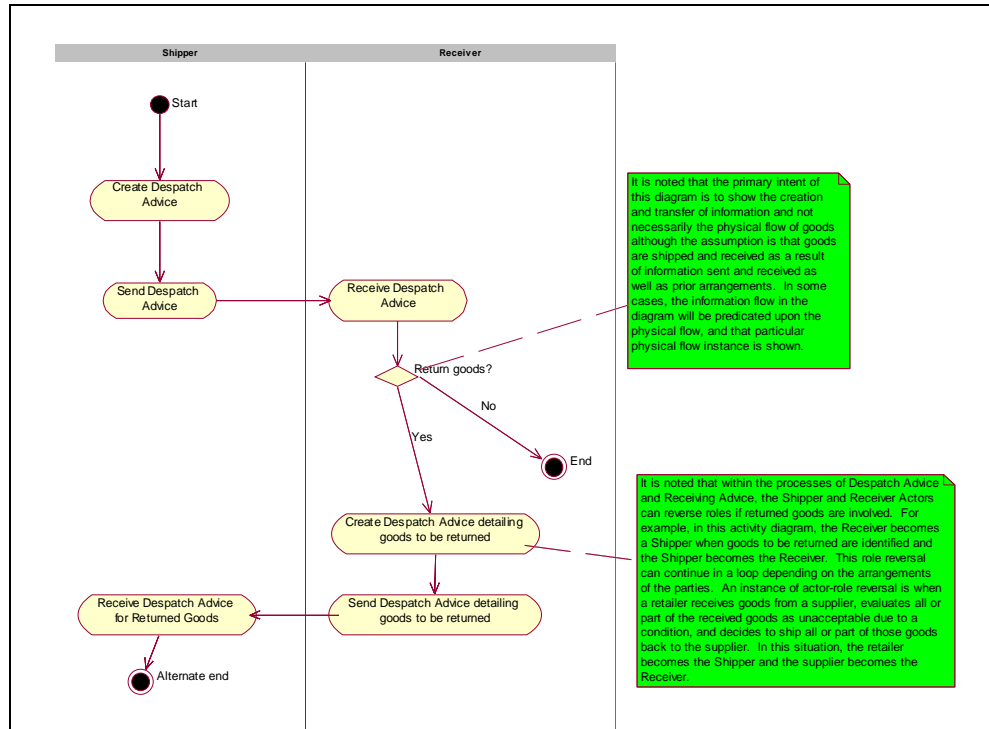 Shipper
Receiver
Start
Create Despatch
Advice
Send Despatch
Advice
Receive Despatch
Advice
Return goods?
No
Yes
End
Create Despatch Advice detailing
goods to be returned
Send Despatch Advice detailing
goods to be returned
Receive Despatch Advice
for Returned Goods
Alternate end
It is noted that the primary intent of
this diagram is to show the creation
and transfer of information and not
necessarily the physical flow of goods
although the assumption is that goods
are shipped and received as a result
of information sent and received as
well as prior arrangements. In some
cases, the information flow in the
diagram will be predicated upon the
physical flow, and that particular
physical flow instance is shown.
It is noted that within the processes of Despatch Advice
and Receiving Advice, the Shipper and Receiver Actors
can reverse roles if returned goods are involved. For
example, in this activity diagram, the Receiver becomes
a Shipper when goods to be returned are identified and
the Shipper becomes the Receiver. This role reversal
can continue in a loop depending on the arrangements
of the parties. An instance of actor-role reversal is when
a retailer receives goods from a supplier, evaluates all or
part of the received goods as unacceptable due to a
condition, and decides to ship all or part of those goods
back to the supplier. In this situation, the retailer
becomes the Shipper and the supplier becomes the
Receiver.